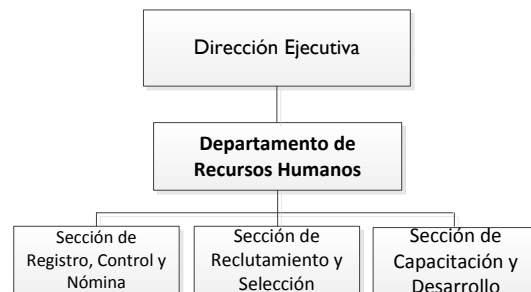 Dirección Ejecutiva
Departamento de
Recursos Humanos
Sección de
Registro, Control y
Nómina
Sección de
Reclutamiento y
Selección
Sección de
Capacitación y
Desarrollo